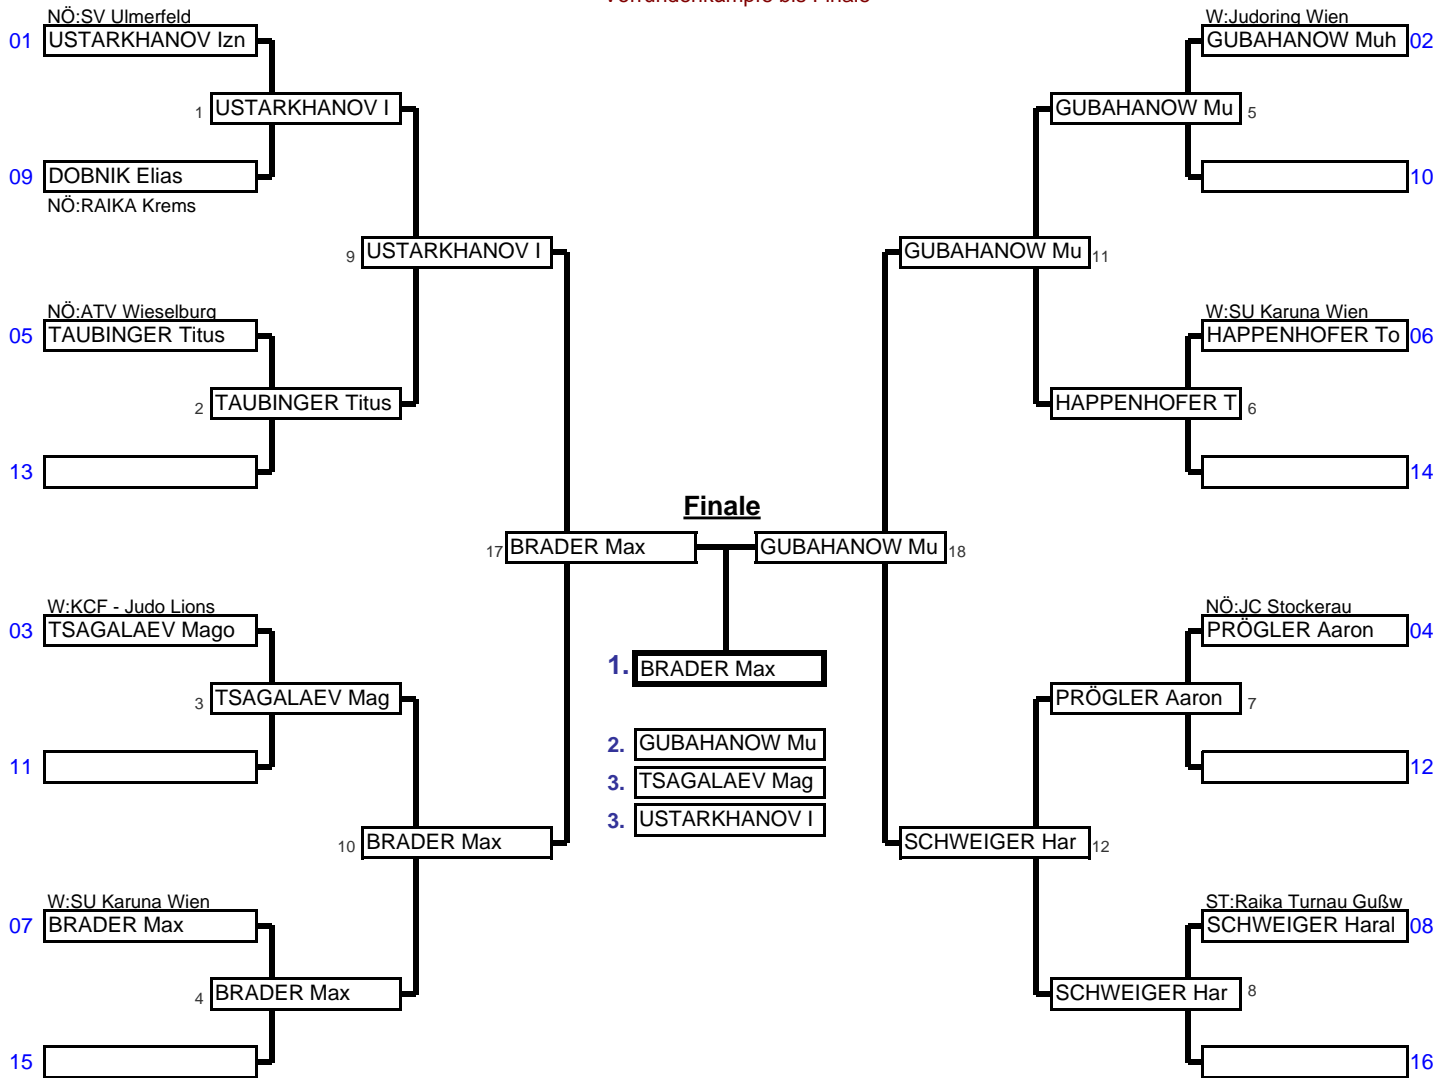 Vorrundenkämpfe bis Finale
NÖ:SV Ulmerfeld
01 USTARKHANOV Izn
1 USTARKHANOV I
09 DOBNIK Elias
NÖ:RAIKA Krems
9 USTARKHANOV I
NÖ:ATV Wieselburg
05 TAUBINGER Titus
2 TAUBINGER Titus
13
17 BRADER Max
W:KCF - Judo Lions
03 TSAGALAEV Mago
3 TSAGALAEV Mag
11
10 BRADER Max
W:SU Karuna Wien
07 BRADER Max
4 BRADER Max
15
Finale
1. BRADER Max
2. GUBAHANOW Mu
3. TSAGALAEV Mag
3. USTARKHANOV I
W:Judoring Wien
GUBAHANOW Muh 02
GUBAHANOW Mu 5
10
GUBAHANOW Mu 11
W:SU Karuna Wien
HAPPENHOFER To 06
HAPPENHOFER T 6
14
GUBAHANOW Mu 18
NÖ:JC Stockerau
PRÖGLER Aaron 04
PRÖGLER Aaron 7
12
SCHWEIGER Har 12
ST:Raika Turnau Gußw
SCHWEIGER Haral 08
SCHWEIGER Har 8
16